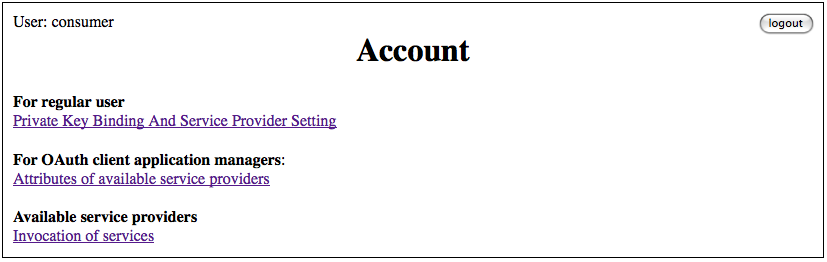 User: consumer
logout
Account
For regular user
Private Key Binding And Service Provider Setting
For OAuth client application managers:
Attributes of available service providers
Available service providers
Invocation of services